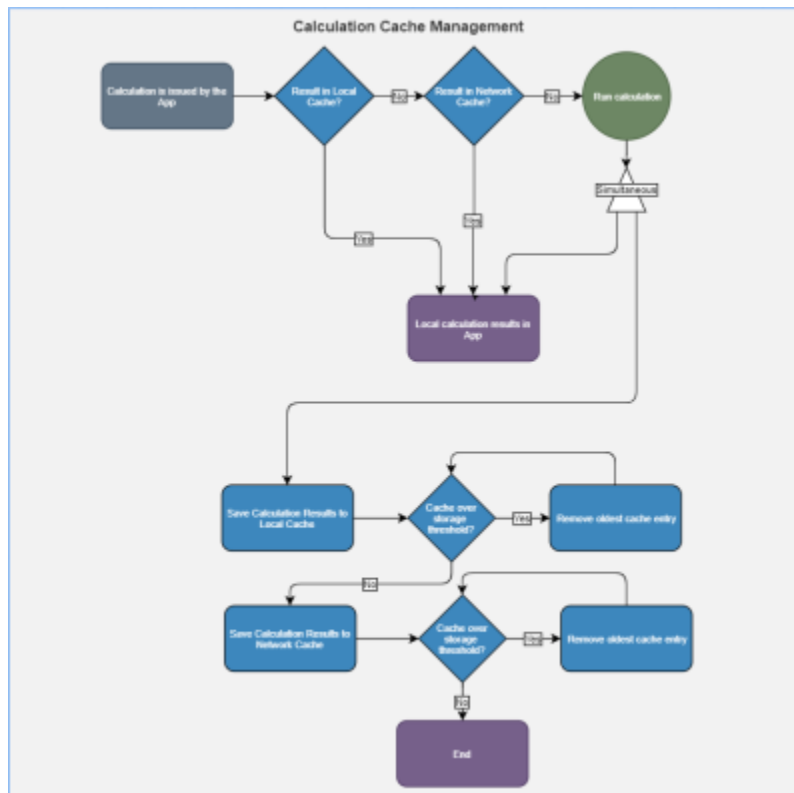 Calculation Cache Management
Calculation is issued by the
App
Result in Local
Cache?
No
Result in Network
Cache?
No
Run calculation
Simultaneous
Yes
Yes
Local calculation results in
App
Save Calculation Results to
Local Cache
Cache over
storage
threshold?
Yes
Remove oldest cache entry
No
Save Calculation Results to
Network Cache
Cache over
storage
threshold?
Yes
Remove oldest cache entry
No
End